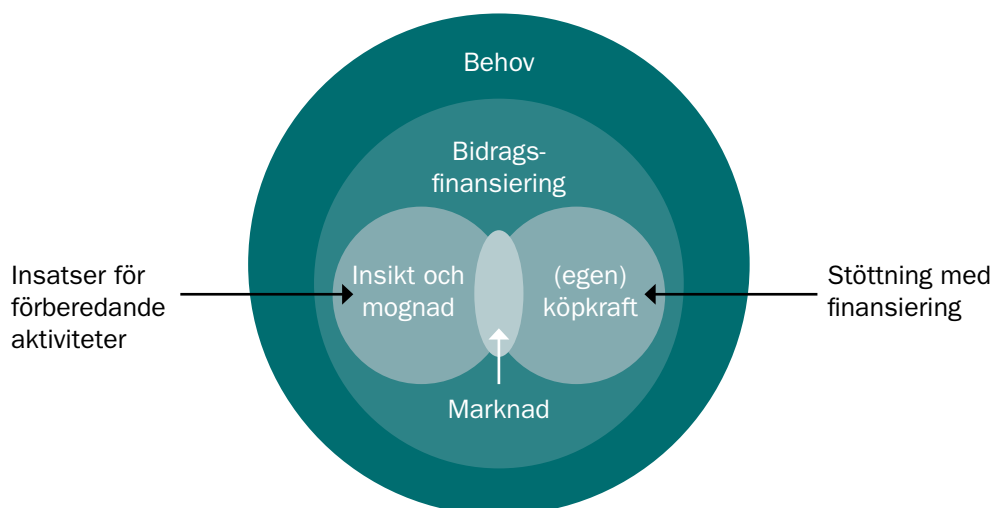 Behov
Bidrags-
finansiering
Insatser för
förberedande
aktiviteter
Insikt och
mognad
(egen)
köpkraft
Stöttning med
finansiering
Marknad